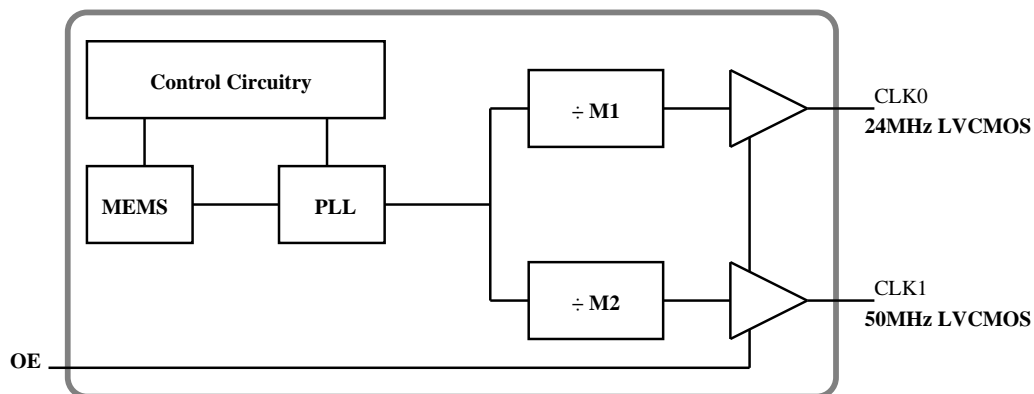 Control Circuitry
MEMS
PLL
÷ M1
÷ M2
CLK0
24MHz LVCMOS
CLK1
50MHz LVCMOS
OE